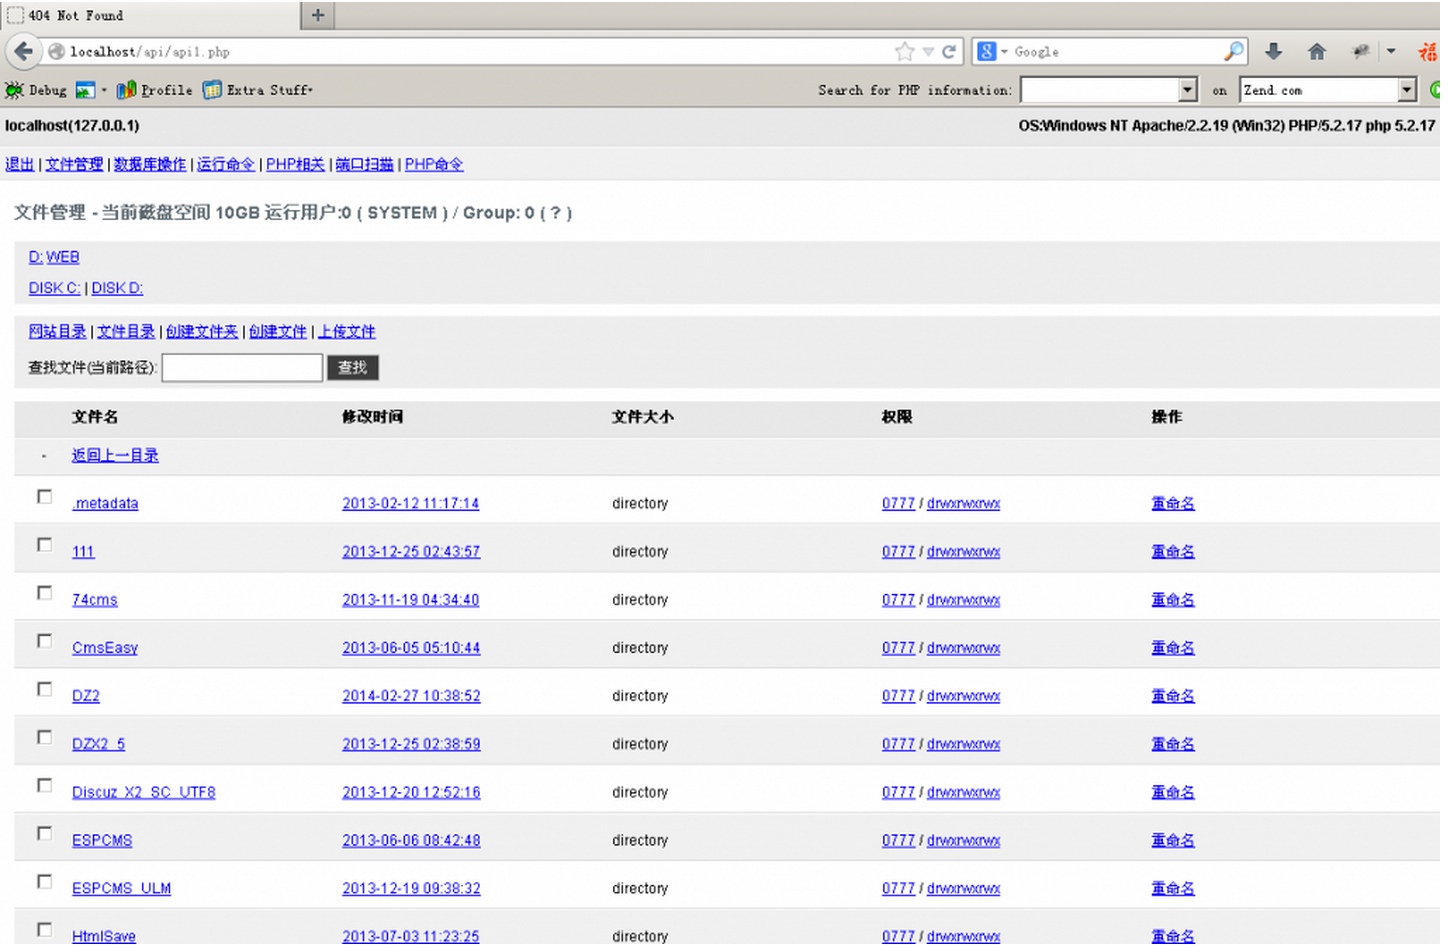 404 Not Found
localhost/api/api1.php
Google
福
Debug Profile Extra Stuff
Search for PHP information: on Zend.com
localhost(127.0.0.1) OS:Windows NT Apache/2.2.19 (Win32) PHP/5.2.17 php 5.2.17
退出 | 文件管理 | 数据库操作 | 运行命令 | PHP相关 | 端口扫描 | PHP命令
文件管理 - 当前磁盘空间 10GB 运行用户:0 ( SYSTEM ) / Group: 0 ( ? )
D: WEB
DISK C: | DISK D:
网站目录 | 文件目录 | 创建文件夹 | 创建文件 | 上传文件
查找文件(当前路径): 查找
文件名 修改时间 文件大小 权限 操作
- 返回上一目录
.metadata 2013-02-12 11:17:14 directory 0777 / drwxrwxrwx 重命名
111 2013-12-25 02:43:57 directory 0777 / drwxrwxrwx 重命名
74cms 2013-11-19 04:34:40 directory 0777 / drwxrwxrwx 重命名
CmsEasy 2013-06-05 05:10:44 directory 0777 / drwxrwxrwx 重命名
DZ2 2014-02-27 10:38:52 directory 0777 / drwxrwxrwx 重命名
DZX2_5 2013-12-25 02:38:59 directory 0777 / drwxrwxrwx 重命名
Discuz_X2_SC_UTF8 2013-12-20 12:52:16 directory 0777 / drwxrwxrwx 重命名
ESPCMS 2013-06-06 08:42:48 directory 0777 / drwxrwxrwx 重命名
ESPCMS_ULM 2013-12-19 09:38:32 directory 0777 / drwxrwxrwx 重命名
HtmlSave 2013-07-03 11:23:25 directory 0777 / drwxrwxrwx 重命名